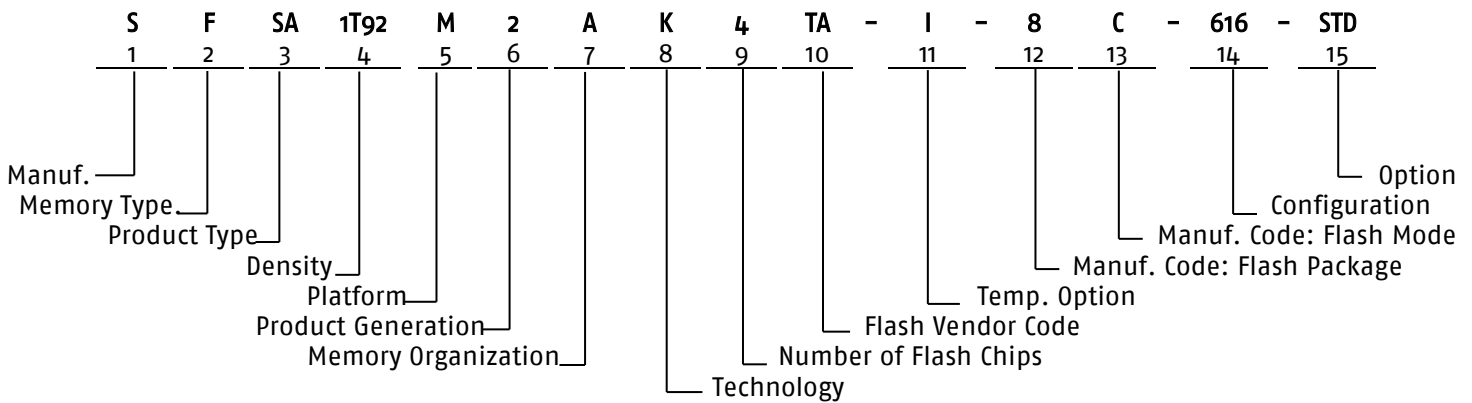 S F SA 1T92 M 2 A K 4 TA - I - 8 C - 616 - STD
1 2 3 4 5 6 7 8 9 10 11 12 13 14 15
Manuf. Option
Memory Type. Configuration
Product Type Manuf. Code: Flash Mode
Density Manuf. Code: Flash Package
Platform Temp. Option
Product Generation Flash Vendor Code
Memory Organization Number of Flash Chips
Technology